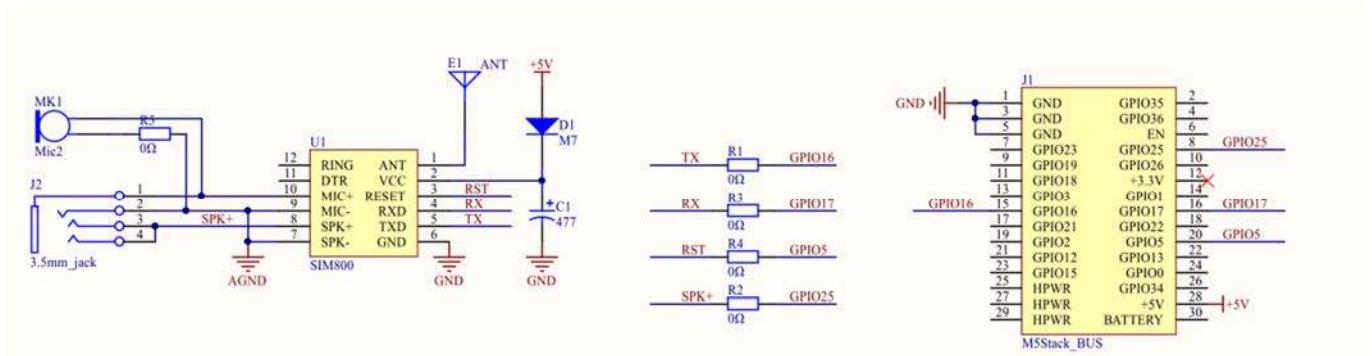 MK1
Mic2
R5
0Ω
J2
1
2
3
4
3.5mm_jack
SPK+
AGND
U1
12 RING ANT 1
11 DTR VCC 2
10 MIC+ RESET 3 RST
9 MIC- RXD 4 RX
8 SPK+ TXD 5 TX
7 SPK- GND 6
SIM800
GND
E1 ANT
+5V
D1
M7
C1
+
477
GND
TX R1 GPIO16
0Ω
RX R3 GPIO17
0Ω
RST R4 GPIO5
0Ω
SPK+ R2 GPIO25
0Ω
J1
GND 1 GND GPIO35 2
3 GND GPIO36 4
5 GND EN 6
7 GPIO23 GPIO25 8 GPIO25
9 GPIO19 GPIO26 10
11 GPIO18 +3.3V 12
13 GPIO3 GPIO1 14
GPIO16 15 GPIO16 GPIO17 16 GPIO17
17 GPIO21 GPIO22 18
19 GPIO2 GPIO5 20 GPIO5
21 GPIO12 GPIO13 22
23 GPIO15 GPIO0 24
25 HPWR GPIO34 26
27 HPWR +5V 28 +5V
29 HPWR BATTERY 30
M5Stack_BUS